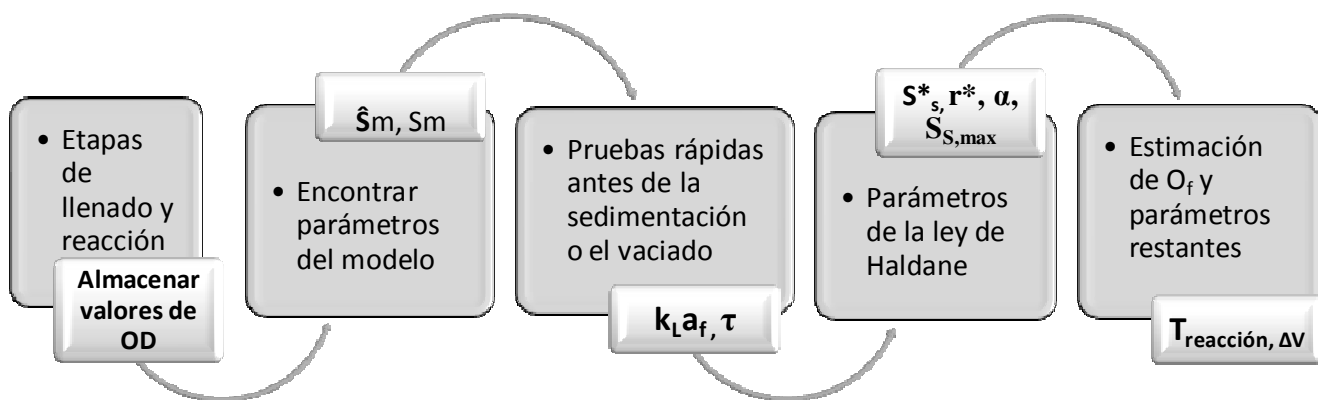 • Etapas
de
llenado y
reacción
Almacenar
valores de
OD
Ŝm, Sm
• Encontrar
parámetros
del modelo
• Pruebas rápidas
antes de la
sedimentación
o el vaciado
kLaf, τ
S*s, r*, α,
SS,max
• Parámetros
de la ley de
Haldane
• Estimación
de Of y
parámetros
restantes
Treacción, ΔV